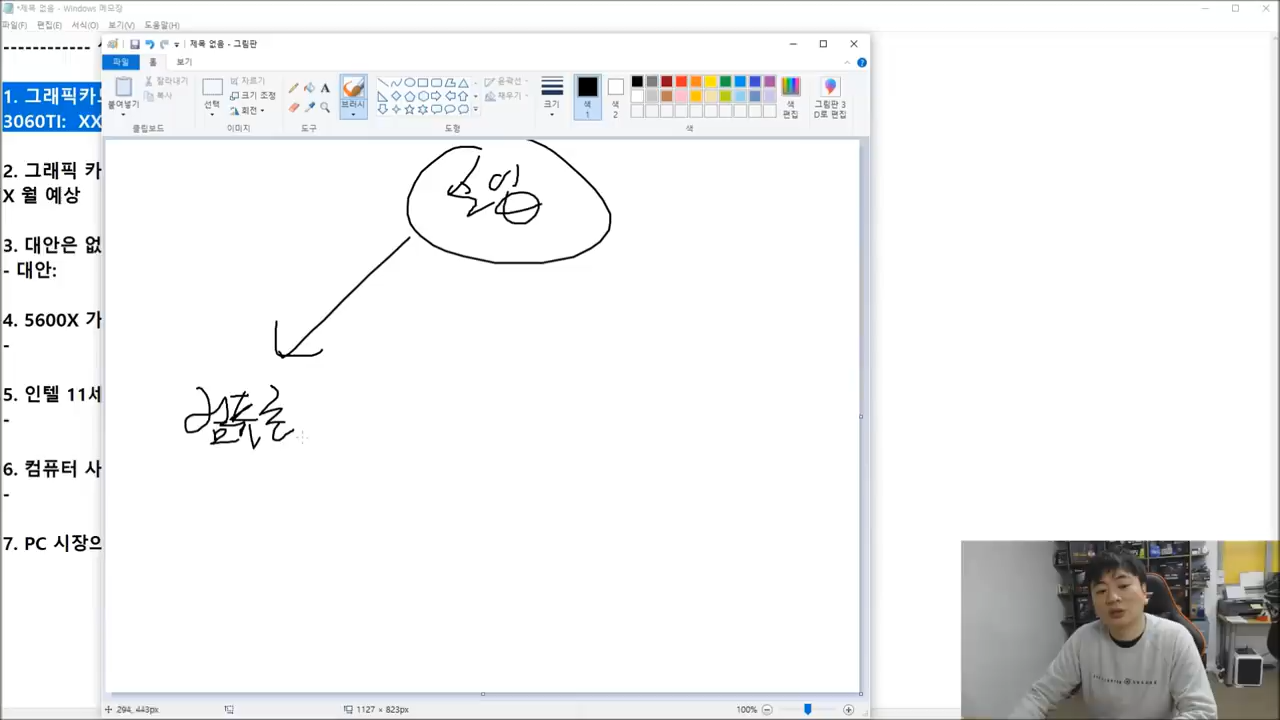 *제목 없음 - Windows 메모장
파일(F) 편집(E) 서식(O) 보기(V) 도움말(H)
------------
1. 그래픽카
3060TI: XX
2. 그래픽 카
X 월 예상
3. 대안은 없
- 대안:
4. 5600X 가
-
5. 인텔 11세
-
6. 컴퓨터 사
-
7. PC 시장으
제목 없음 - 그림판
파일 홈 보기
붙여넣기
잘라내기
복사
클립보드
선택
자르기
크기 조정
회전
이미지
도구
브러시
윤곽선
채우기
도형
크기
색 1
색 2
색 편집
색
그림판 3D로 편집
컴퓨존
294, 443px
1127 × 823px
100%